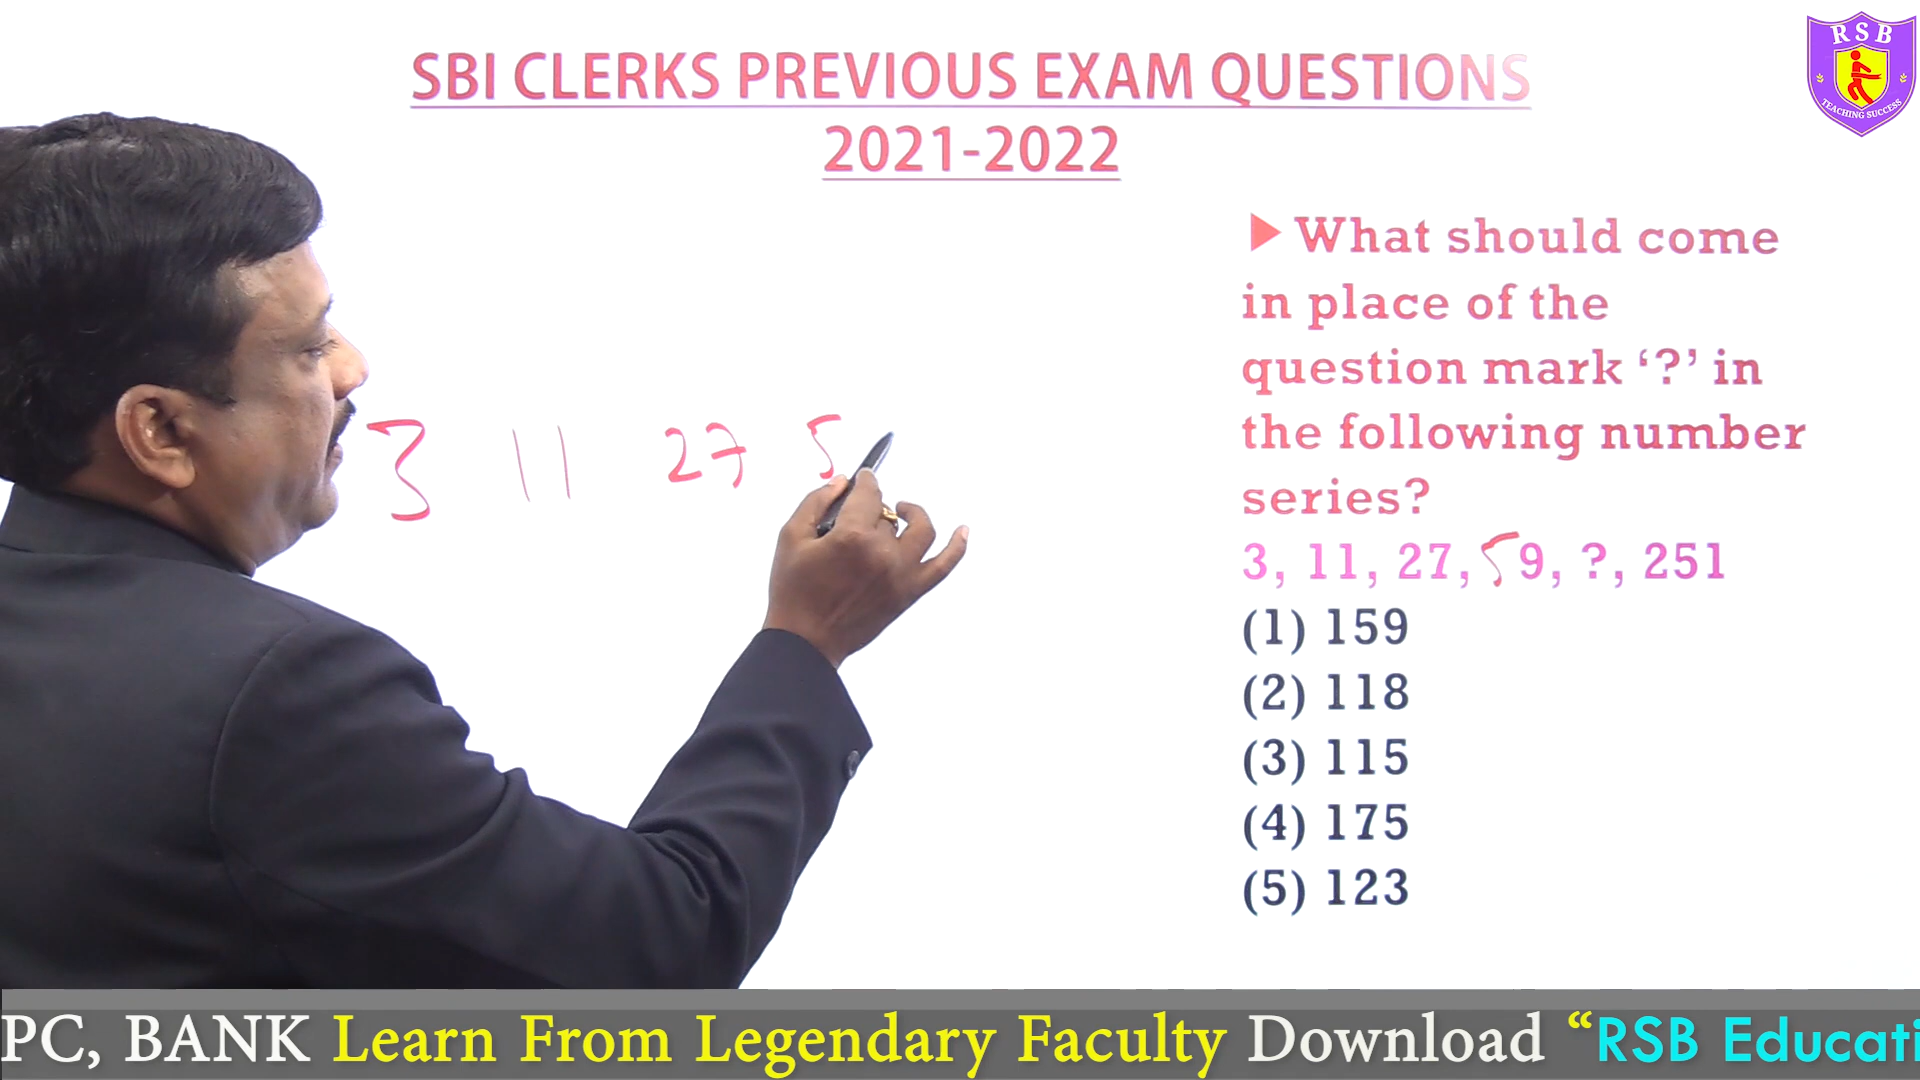 RSB
TEACHING SUCCESS
SBI CLERKS PREVIOUS EXAM QUESTIONS
2021-2022
▶ What should come
in place of the
question mark ‘?’ in
the following number
series?
3, 11, 27, 59, ?, 251
(1) 159
(2) 118
(3) 115
(4) 175
(5) 123
3 11 27 5
PC, BANK Learn From Legendary Faculty Download “RSB Educati